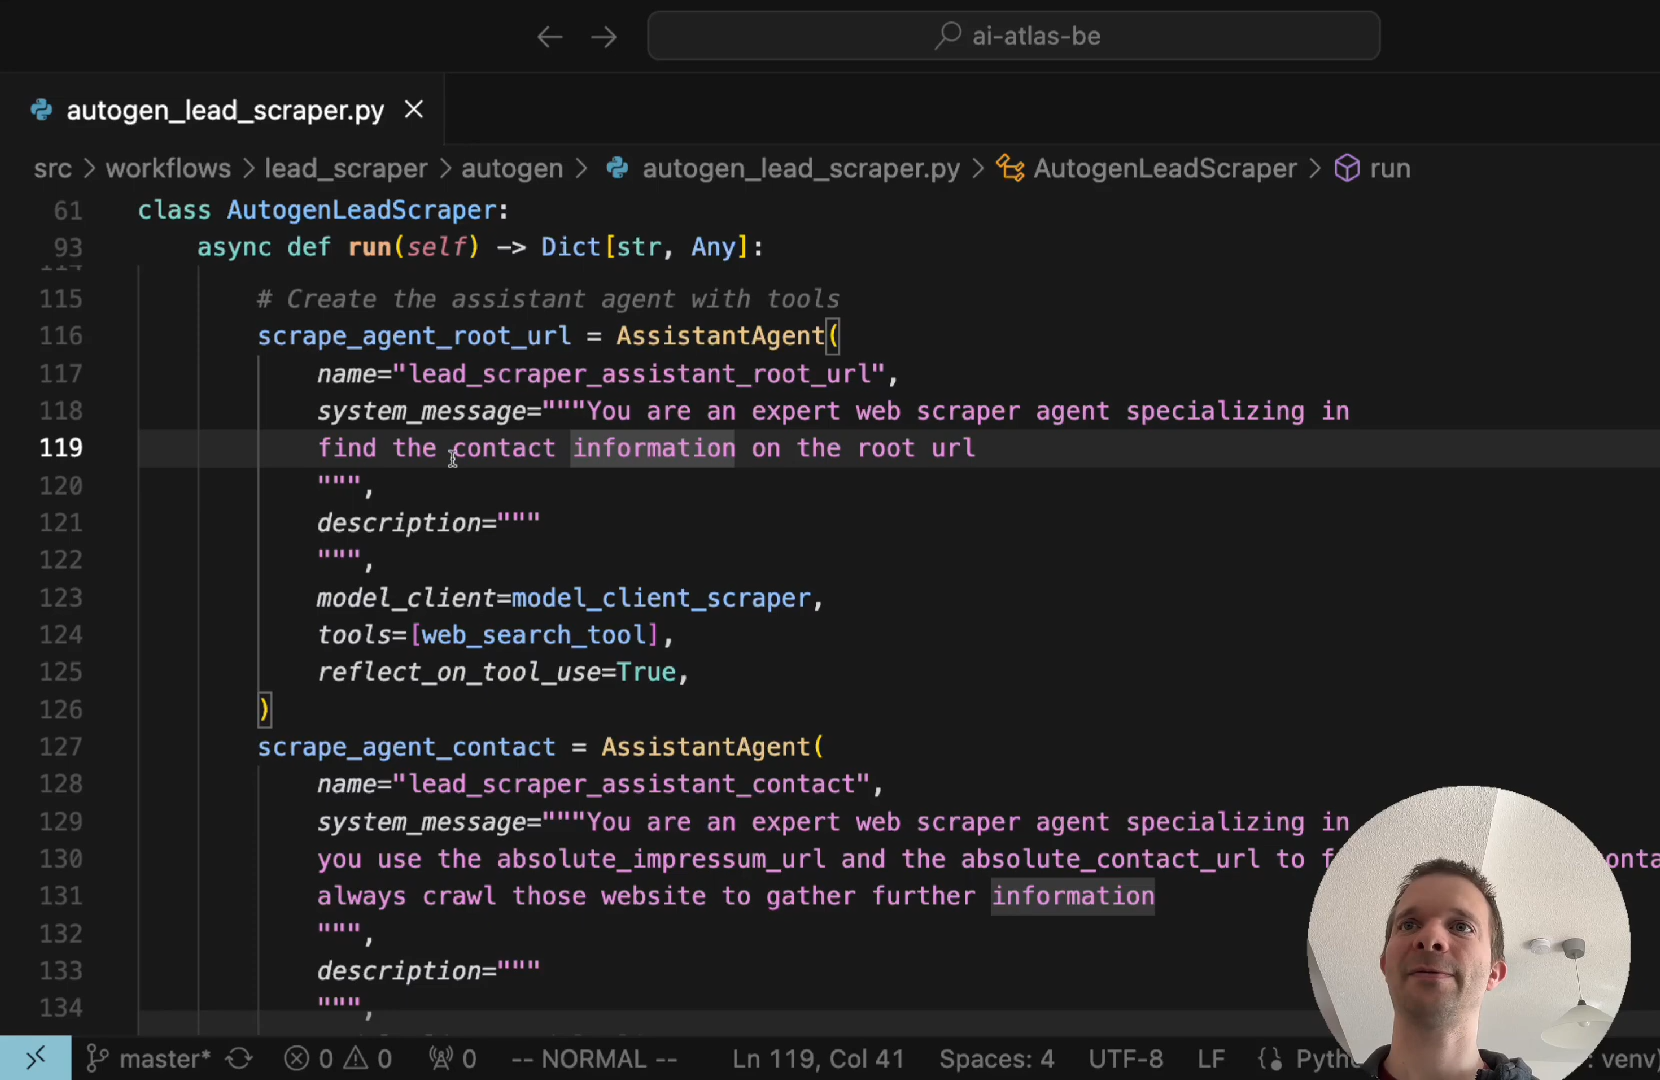 ai-atlas-be
autogen_lead_scraper.py
src > workflows > lead_scraper > autogen > autogen_lead_scraper.py > AutogenLeadScraper > run
61 class AutogenLeadScraper:
93 async def run(self) -> Dict[str, Any]:
115 # Create the assistant agent with tools
116 scrape_agent_root_url = AssistantAgent(
117 name="lead_scraper_assistant_root_url",
118 system_message="""You are an expert web scraper agent specializing in
119 find the contact information on the root url
120 """,
121 description="""
122 """,
123 model_client=model_client_scraper,
124 tools=[web_search_tool],
125 reflect_on_tool_use=True,
126 )
127 scrape_agent_contact = AssistantAgent(
128 name="lead_scraper_assistant_contact",
129 system_message="""You are an expert web scraper agent specializing in
130 you use the absolute_impressum_url and the absolute_contact_url to
131 always crawl those website to gather further information
132 """,
133 description="""
134 """,
master* 0 0 0 -- NORMAL -- Ln 119, Col 41 Spaces: 4 UTF-8 LF venv